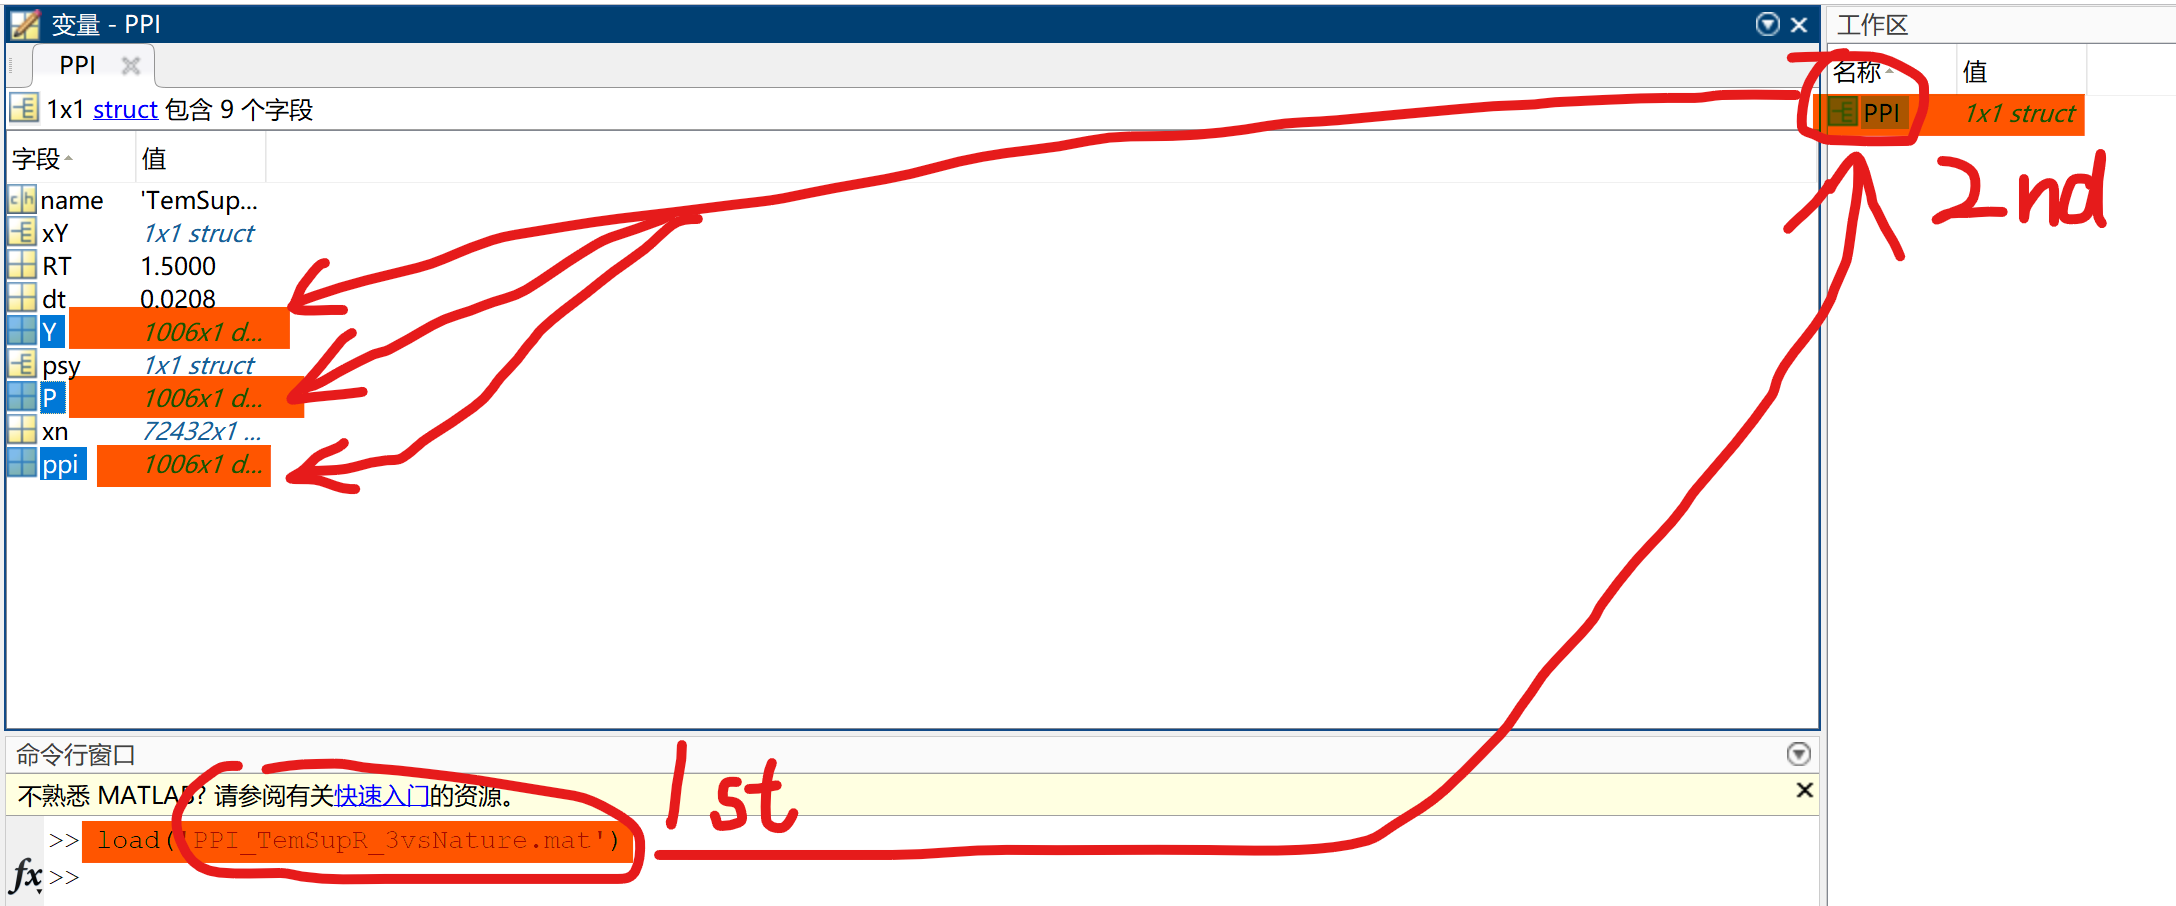 变量 - PPI
PPI
1x1 struct 包含 9 个字段
字段 值
name 'TemSup...
xY 1x1 struct
RT 1.5000
dt 0.0208
Y 1006x1 d...
psy 1x1 struct
P 1006x1 d...
xn 72432x1 ...
ppi 1006x1 d...
工作区
名称 值
PPI 1x1 struct
2nd
命令行窗口
不熟悉 MATLAB? 请参阅有关快速入门的资源。
>> load('PPI_TemSupR_3vsNature.mat')
fx >>
1st